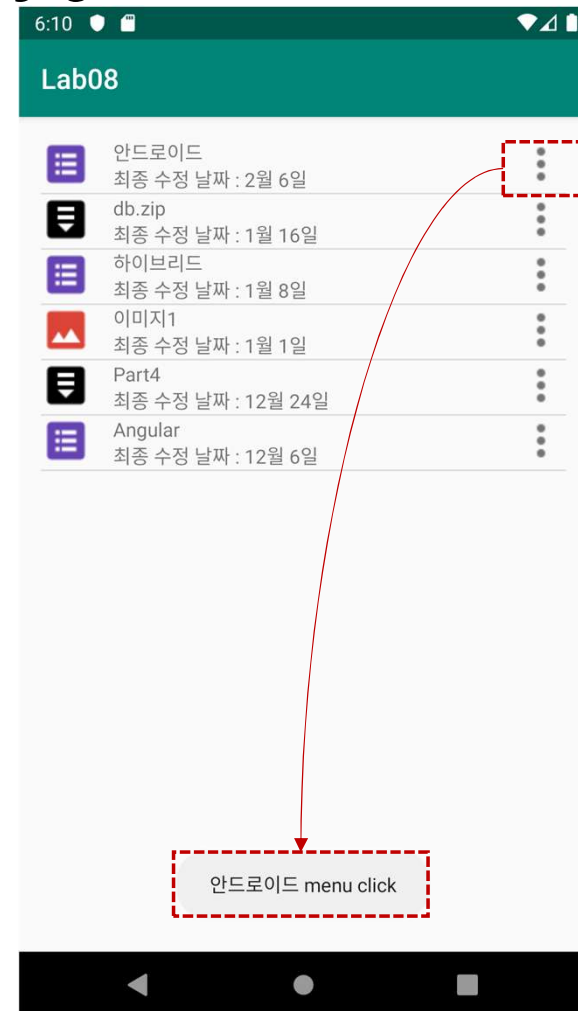 6:10
Lab08
안드로이드
최종 수정 날짜 : 2월 6일
db.zip
최종 수정 날짜 : 1월 16일
하이브리드
최종 수정 날짜 : 1월 8일
이미지1
최종 수정 날짜 : 1월 1일
Part4
최종 수정 날짜 : 12월 24일
Angular
최종 수정 날짜 : 12월 6일
안드로이드 menu click